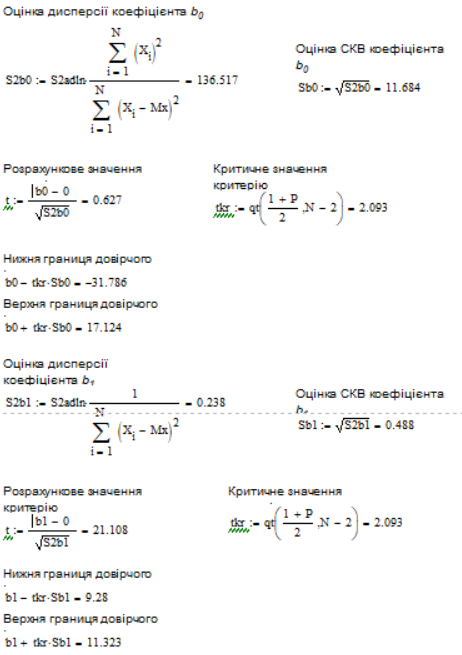 Оцінка дисперсії коефіцієнта b0
S2b0 := S2adln· ∑(i = 1..N) (Xi)² / ∑(i = 1..N) (Xi − Mx)² = 136.517
Оцінка СКВ коефіцієнта
b0
Sb0 := √S2b0 = 11.684
Розрахункове значення
t := |b0 − 0| / √S2b0 = 0.627
Критичне значення
критерію
tkr := qt((1 + P)/2, N − 2) = 2.093
Нижня границя довірчого
b0 − tkr·Sb0 = −31.786
Верхня границя довірчого
b0 + tkr·Sb0 = 17.124
Оцінка дисперсії
коефіцієнта b1
S2b1 := S2adln· 1 / ∑(i = 1..N) (Xi − Mx)² = 0.238
Оцінка СКВ коефіцієнта
Sb1 := √S2b1 = 0.488
Розрахункове значення
критерію
t := |b1 − 0| / √S2b1 = 21.108
Критичне значення
tkr := qt((1 + P)/2, N − 2) = 2.093
Нижня границя довірчого
b1 − tkr·Sb1 = 9.28
Верхня границя довірчого
b1 + tkr·Sb1 = 11.323